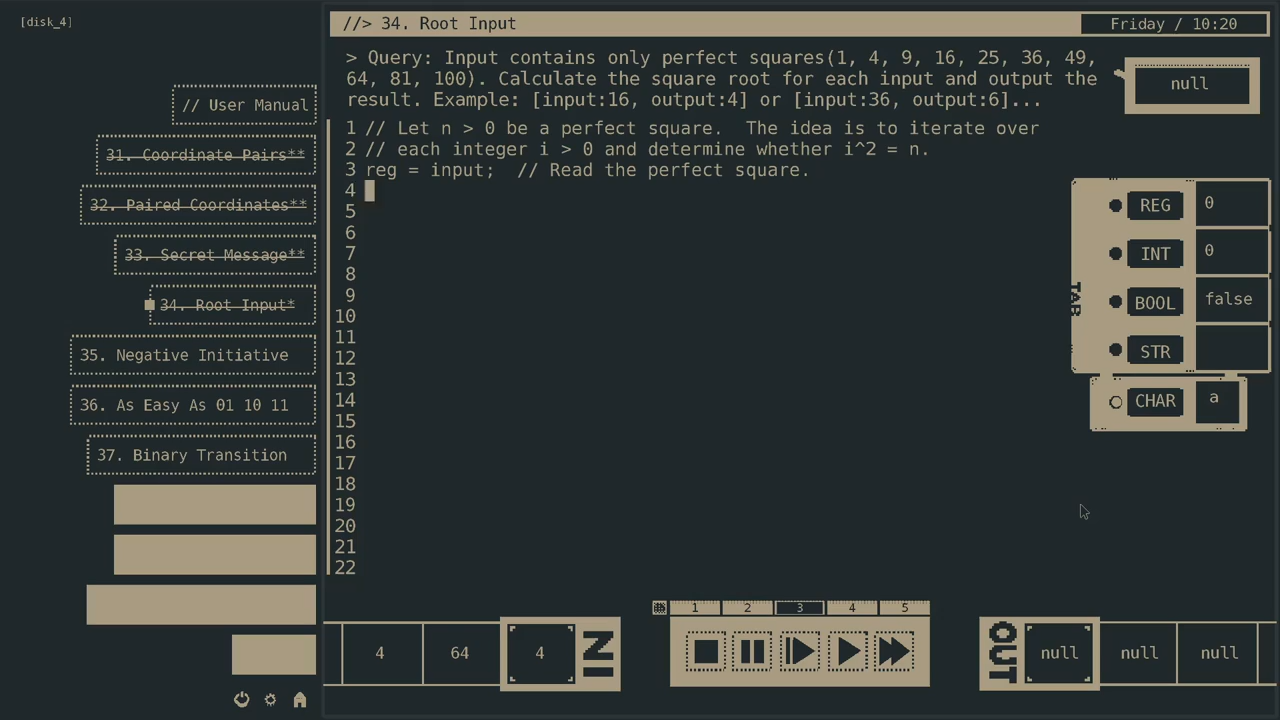 [disk_4]
// User Manual
31. Coordinate Pairs**
32. Paired Coordinates**
33. Secret Message**
34. Root Input*
35. Negative Initiative
36. As Easy As 01 10 11
37. Binary Transition
//> 34. Root Input
Friday / 10:20
> Query: Input contains only perfect squares(1, 4, 9, 16, 25, 36, 49,
64, 81, 100). Calculate the square root for each input and output the
result. Example: [input:16, output:4] or [input:36, output:6]...
null
1 // Let n > 0 be a perfect square.  The idea is to iterate over
2 // each integer i > 0 and determine whether i^2 = n.
3 reg = input;  // Read the perfect square.
4
5
6
7
8
9
10
11
12
13
14
15
16
17
18
19
20
21
22
TAB
REG 0
INT 0
BOOL false
STR
CHAR a
4 64 4 IN
1 2 3 4 5
OUT null null null